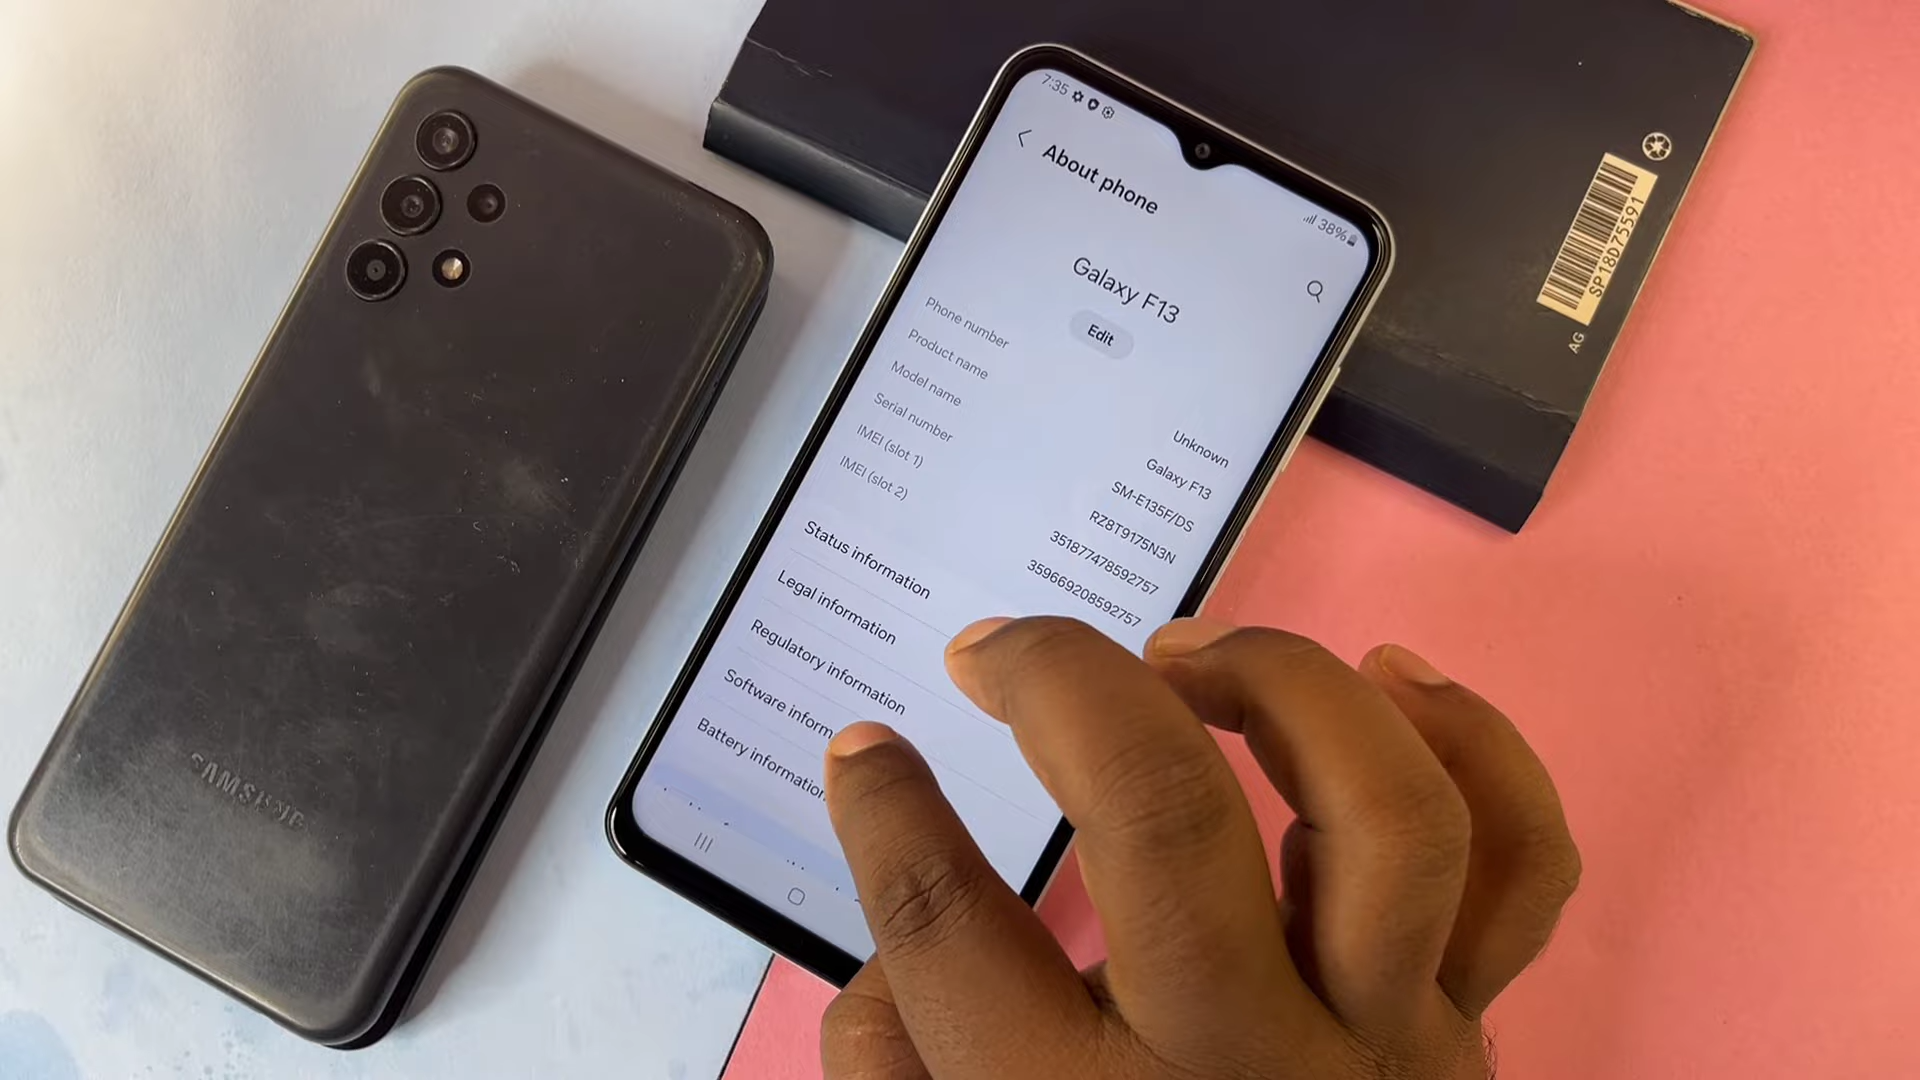 SAMSUNG
7:35
38%
About phone
Galaxy F13
Edit
Phone number Unknown
Product name Galaxy F13
Model name SM-E135F/DS
Serial number RZ8T9175N3N
IMEI (slot 1) 351877478592757
IMEI (slot 2) 359669208592757
Status information
Legal information
Regulatory information
Software inform
Battery information
SP18D75591
AG